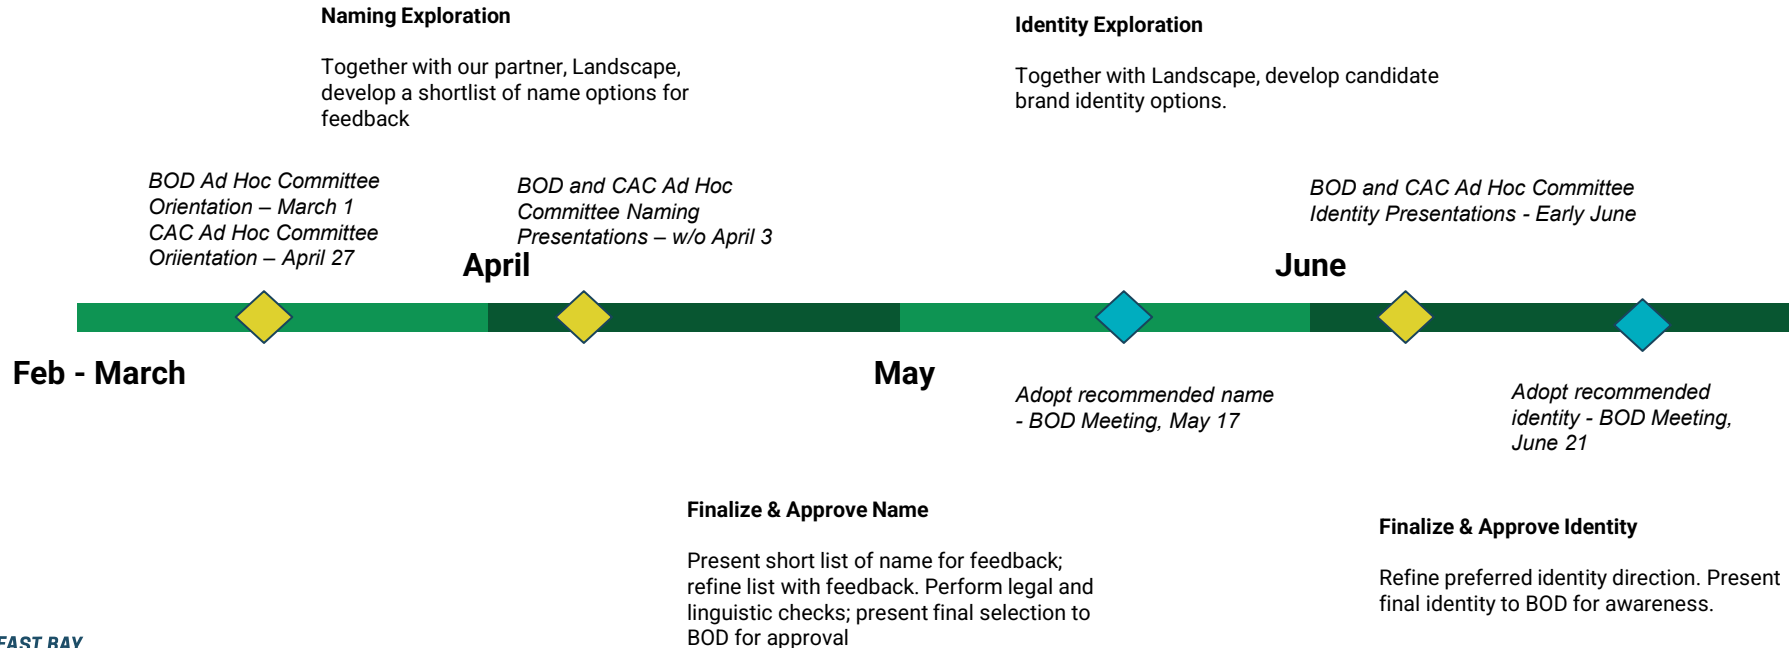 Naming Exploration
Together with our partner, Landscape,
develop a shortlist of name options for
feedback
Identity Exploration
Together with Landscape, develop candidate
brand identity options.
BOD Ad Hoc Committee
Orientation – March 1
CAC Ad Hoc Committee
Oriientation – April 27
BOD and CAC Ad Hoc
Committee Naming
Presentations – w/o April 3
BOD and CAC Ad Hoc Committee
Identity Presentations - Early June
April
June
Feb - March
May
Adopt recommended name
- BOD Meeting, May 17
Adopt recommended
identity - BOD Meeting,
June 21
Finalize & Approve Name
Present short list of name for feedback;
refine list with feedback. Perform legal and
linguistic checks; present final selection to
BOD for approval
Finalize & Approve Identity
Refine preferred identity direction. Present
final identity to BOD for awareness.
EAST BAY